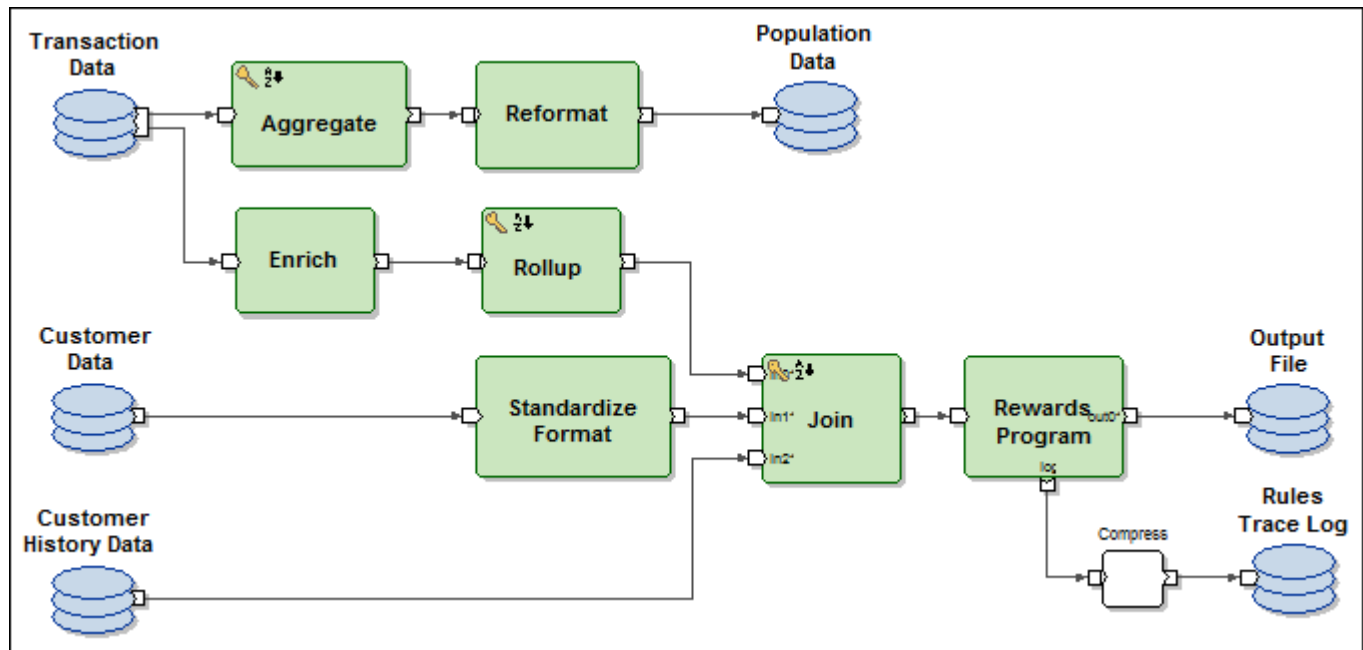 Transaction
Data
Population
Data
Aggregate
Reformat
Enrich
Rollup
Customer
Data
Standardize
Format
In1*
In2*
Join
Rewards
Program
out0*
log
Output
File
Customer
History Data
Compress
Rules
Trace Log